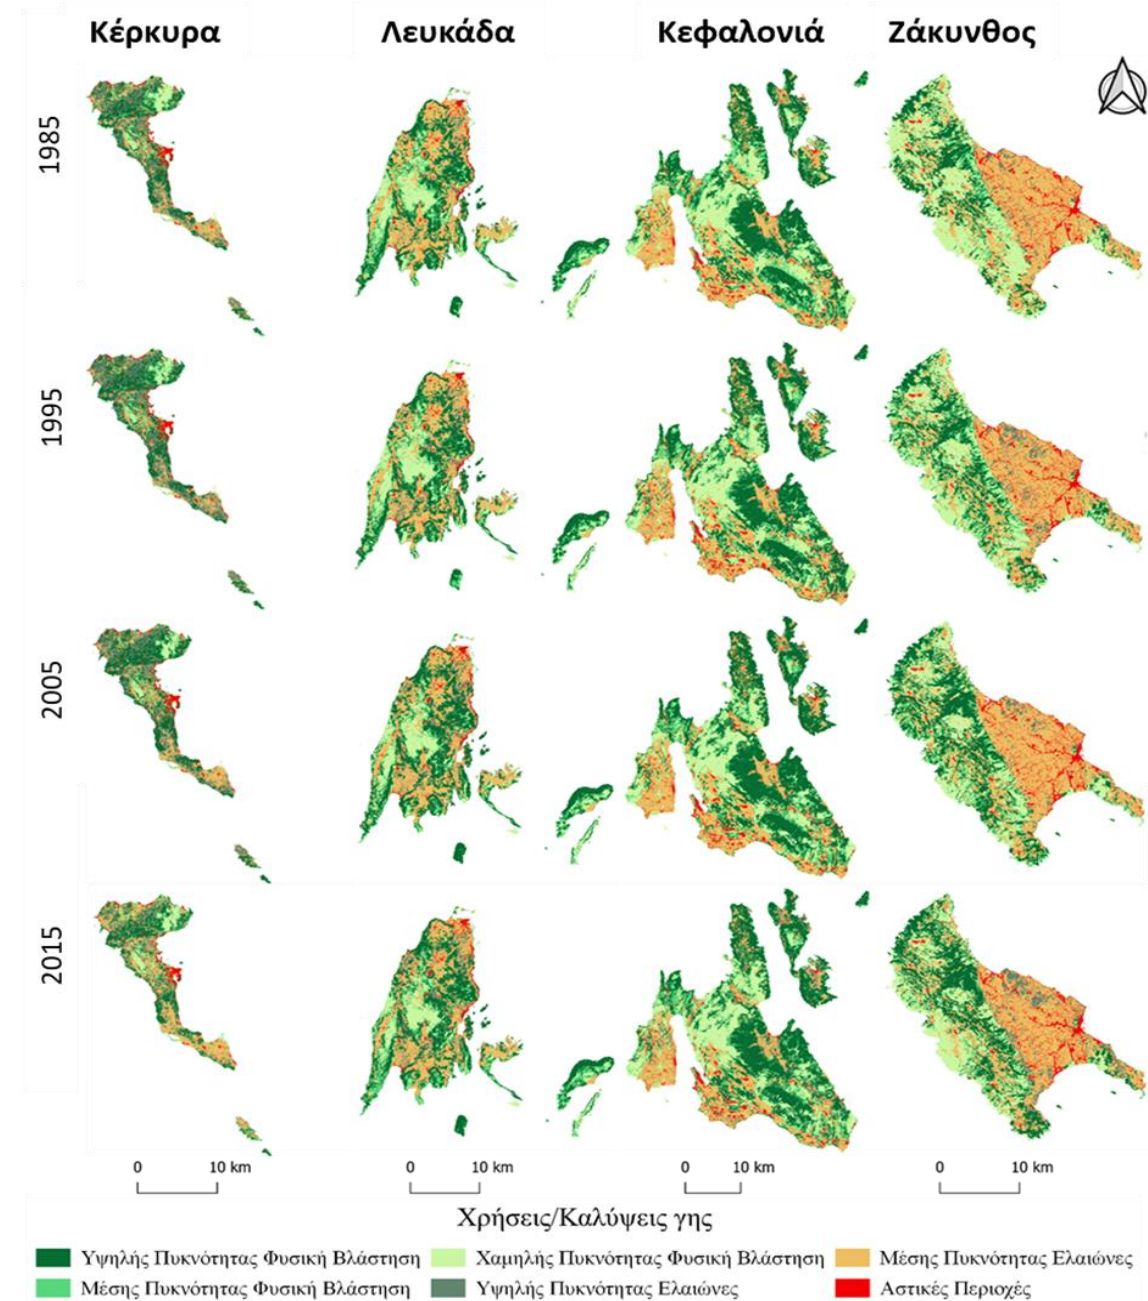 Κέρκυρα Λευκάδα Κεφαλονιά Ζάκυνθος
1985
1995
2005
2015
0 10 km 0 10 km 0 10 km 0 10 km
Χρήσεις/Καλύψεις γης
Υψηλής Πυκνότητας Φυσική Βλάστηση Χαμηλής Πυκνότητας Φυσική Βλάστηση Μέσης Πυκνότητας Ελαιώνες
Μέσης Πυκνότητας Φυσική Βλάστηση Υψηλής Πυκνότητας Ελαιώνες Αστικές Περιοχές